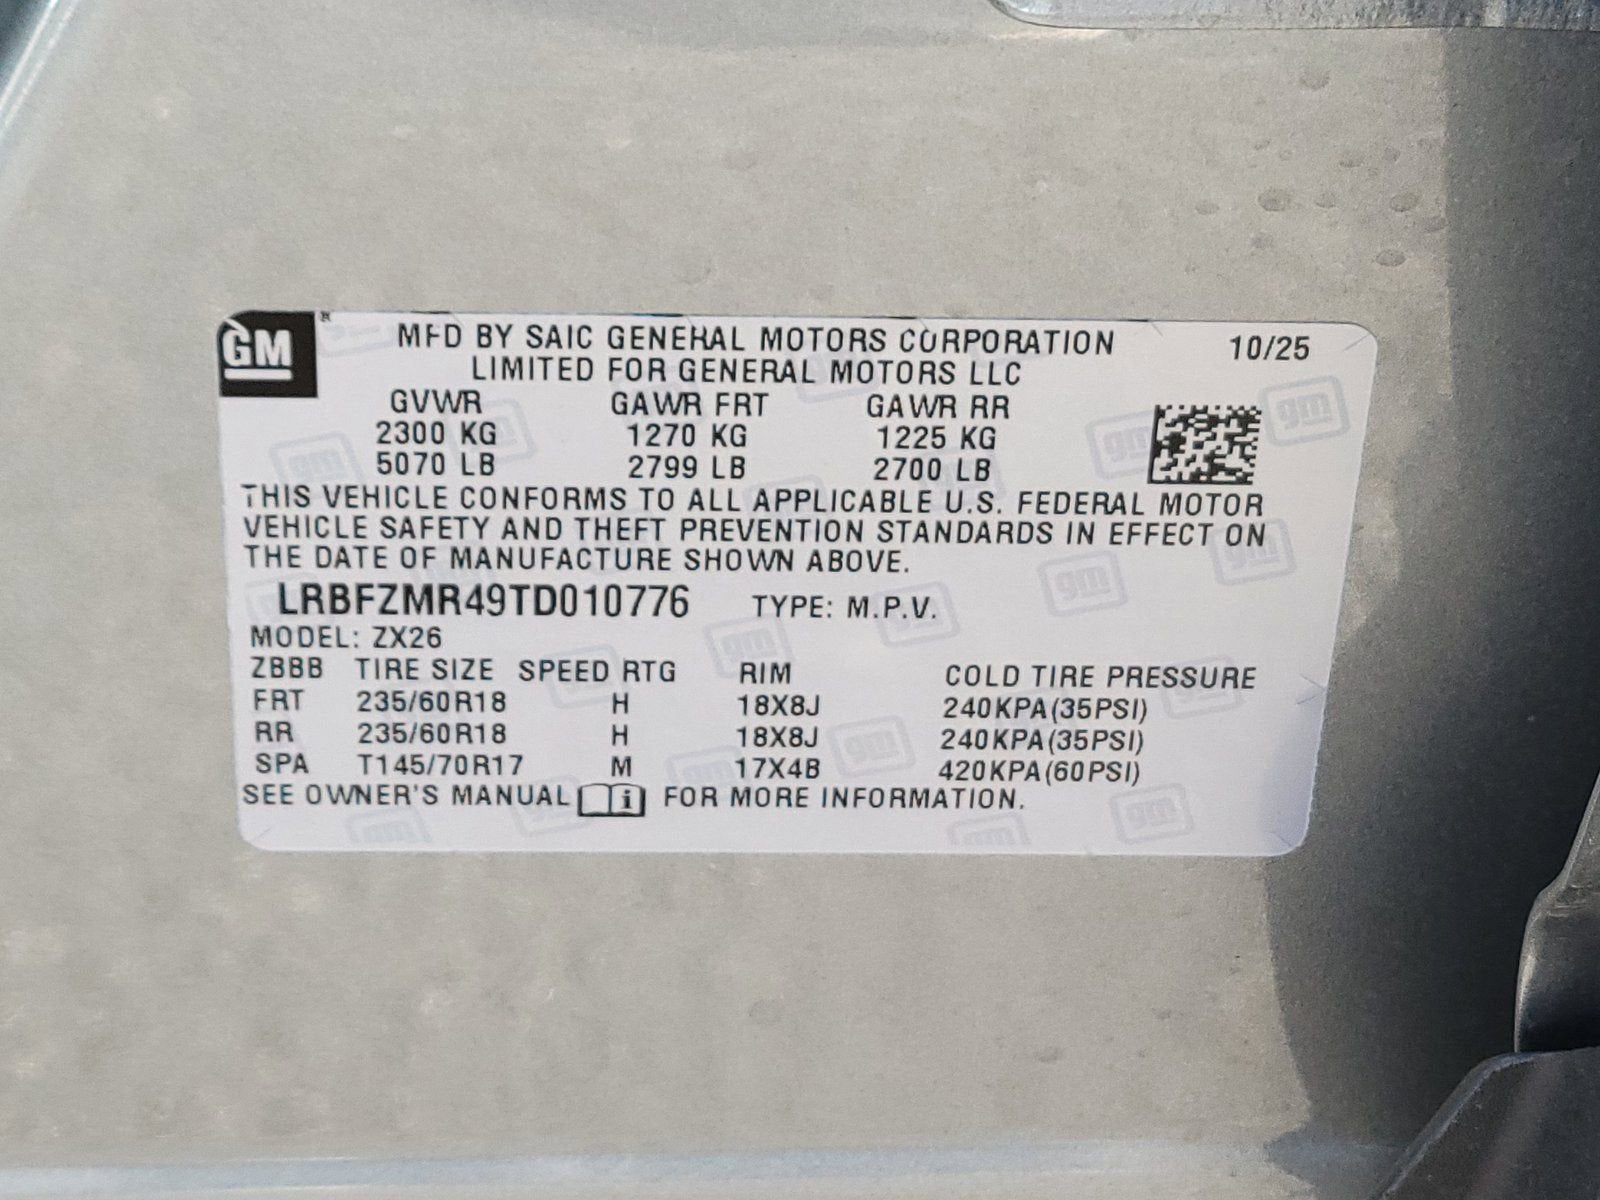 GM ®
MFD BY SAIC GENERAL MOTORS CORPORATION 10/25
LIMITED FOR GENERAL MOTORS LLC
GVWR GAWR FRT GAWR RR
2300 KG 1270 KG 1225 KG
5070 LB 2799 LB 2700 LB
THIS VEHICLE CONFORMS TO ALL APPLICABLE U.S. FEDERAL MOTOR
VEHICLE SAFETY AND THEFT PREVENTION STANDARDS IN EFFECT ON
THE DATE OF MANUFACTURE SHOWN ABOVE.
LRBFZMR49TD010776 TYPE: M.P.V.
MODEL: ZX26
ZBBB TIRE SIZE SPEED RTG RIM COLD TIRE PRESSURE
FRT 235/60R18 H 18X8J 240KPA(35PSI)
RR 235/60R18 H 18X8J 240KPA(35PSI)
SPA T145/70R17 M 17X4B 420KPA(60PSI)
SEE OWNER'S MANUAL i FOR MORE INFORMATION.